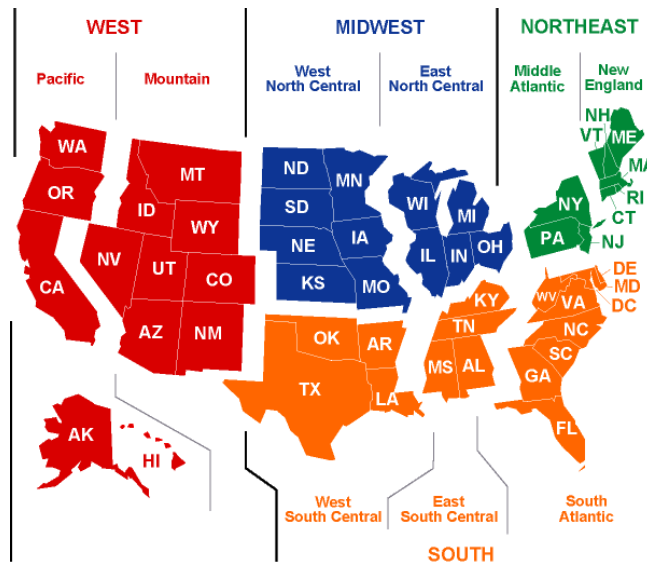 WEST
MIDWEST
NORTHEAST
Pacific
Mountain
West
North Central
East
North Central
Middle
Atlantic
New
England
WA
OR
CA
MT
ID
WY
NV
UT
CO
AZ
NM
AK
HI
ND
SD
NE
KS
MN
IA
MO
WI
MI
IL
IN
OH
NH
VT
ME
MA
RI
CT
NY
PA
NJ
DE
MD
DC
WV
VA
NC
SC
GA
FL
KY
TN
MS
AL
OK
AR
TX
LA
West
South Central
East
South Central
South
Atlantic
SOUTH